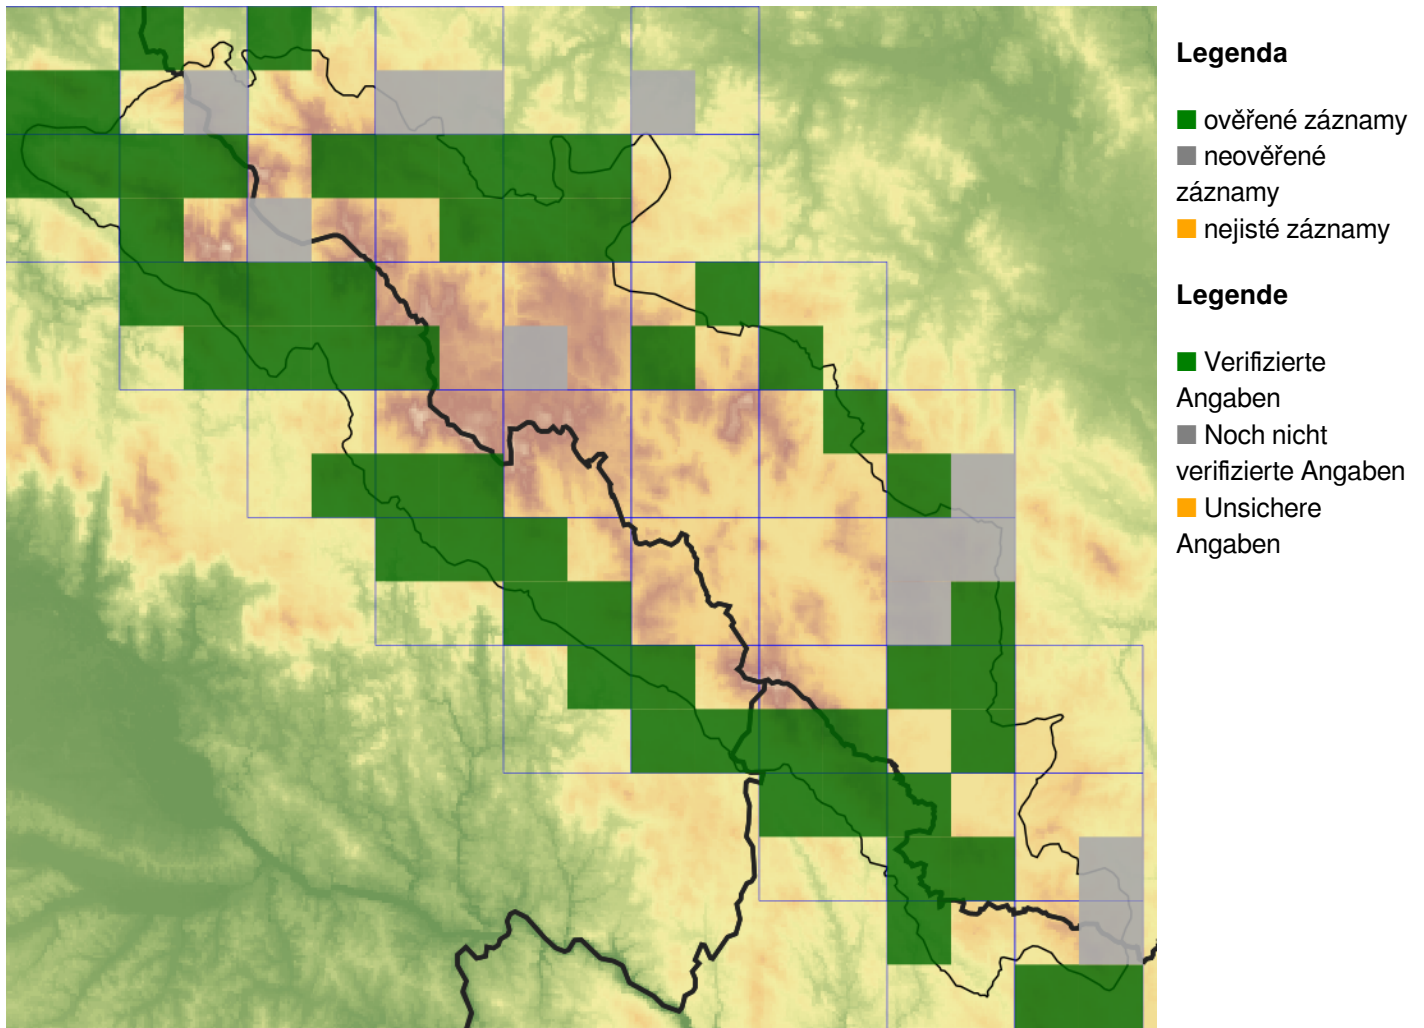 Legenda
ověřené záznamy
neověřené
záznamy
nejisté záznamy
Legende
Verifizierte
Angaben
Noch nicht
verifizierte Angaben
Unsichere
Angaben